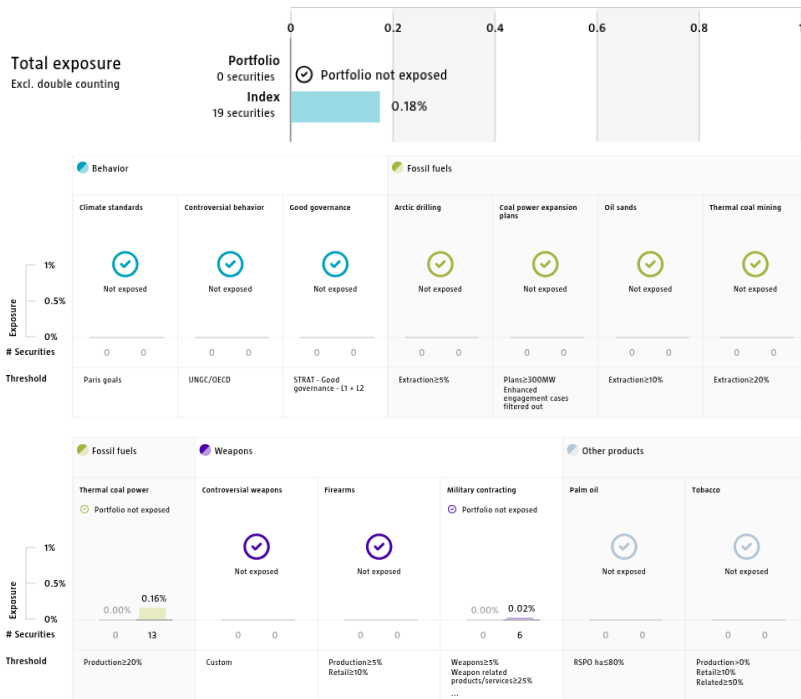 0 0.2 0.4 0.6 0.8 1
Total exposure
Excl. double counting
Portfolio
0 securities
Portfolio not exposed
Index
19 securities
0.18%
Behavior
Fossil fuels
Climate standards
Controversial behavior
Good governance
Arctic drilling
Coal power expansion
plans
Oil sands
Thermal coal mining
Exposure
1%
0.5%
0%
Not exposed
Not exposed
Not exposed
Not exposed
Not exposed
Not exposed
Not exposed
# Securities
0 0 0 0 0 0 0 0 0 0 0 0 0 0
Threshold
Paris goals
UNGC/OECD
STRAT - Good
governance - L1 + L2
Extraction≥5%
Plans≥300MW
Enhanced
engagement cases
filtered out
Extraction≥10%
Extraction≥20%
Fossil fuels
Weapons
Other products
Thermal coal power
Portfolio not exposed
Controversial weapons
Firearms
Military contracting
Portfolio not exposed
Palm oil
Tobacco
Exposure
1%
0.5%
0%
0.00% 0.16%
Not exposed
Not exposed
0.00% 0.02%
Not exposed
Not exposed
# Securities
0 13 0 0 0 0 0 6 0 0 0 0
Threshold
Production≥20%
Custom
Production≥5%
Retail≥10%
Weapons≥5%
Weapon related
products/services≥25%
...
RSPO ha≤80%
Production>0%
Retail≥10%
Related≥50%